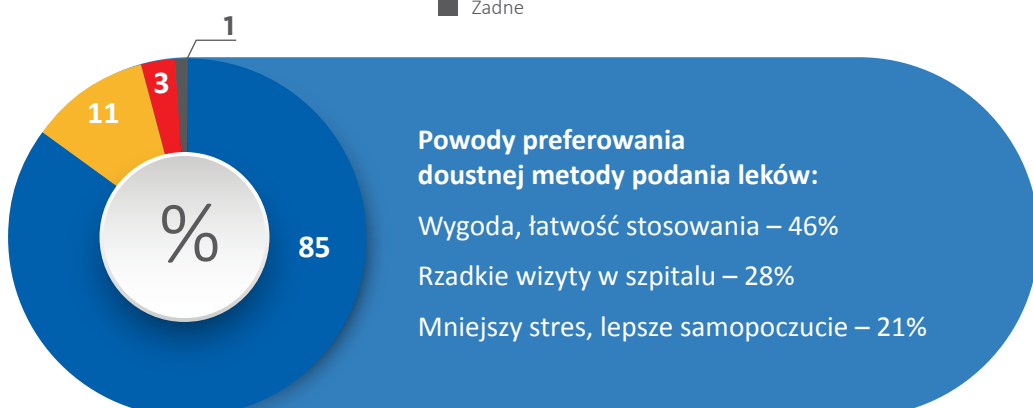 Żadne
1
3
11
%
85
Powody preferowania
doustnej metody podania leków:
Wygoda, łatwość stosowania – 46%
Rzadkie wizyty w szpitalu – 28%
Mniejszy stres, lepsze samopoczucie – 21%